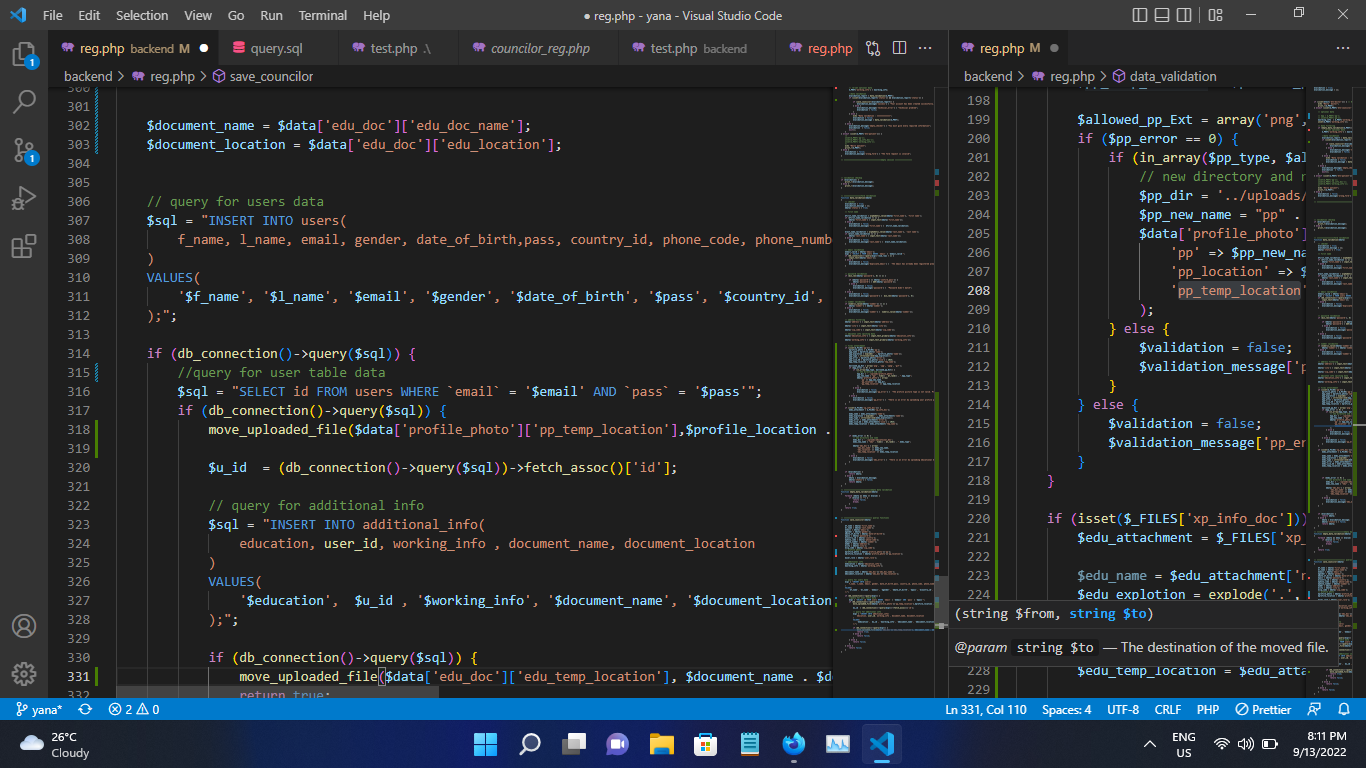 File Edit Selection View Go Run Terminal Help
● reg.php - yana - Visual Studio Code
reg.php backend M
query.sql
test.php .\
councilor_reg.php
test.php backend
reg.php
reg.php M
backend > reg.php > save_councilor
backend > reg.php > data_validation
300
301
302 $document_name = $data['edu_doc']['edu_doc_name'];
303 $document_location = $data['edu_doc']['edu_location'];
304
305
306 // query for users data
307 $sql = "INSERT INTO users(
308 f_name, l_name, email, gender, date_of_birth,pass, country_id, phone_code, phone_numb
309 )
310 VALUES(
311 '$f_name', '$l_name', '$email', '$gender', '$date_of_birth', '$pass', '$country_id',
312 );";
313
314 if (db_connection()->query($sql)) {
315 //query for user table data
316 $sql = "SELECT id FROM users WHERE `email` = '$email' AND `pass` = '$pass'";
317 if (db_connection()->query($sql)) {
318 move_uploaded_file($data['profile_photo']['pp_temp_location'],$profile_location .
319
320 $u_id = (db_connection()->query($sql))->fetch_assoc()['id'];
321
322 // query for additional info
323 $sql = "INSERT INTO additional_info(
324 education, user_id, working_info , document_name, document_location
325 )
326 VALUES(
327 '$education', $u_id , '$working_info', '$document_name', '$document_location
328 );";
329
330 if (db_connection()->query($sql)) {
331 move_uploaded_file($data['edu_doc']['edu_temp_location'], $document_name . $d
332 return true;
198
199 $allowed_pp_Ext = array('png',
200 if ($pp_error == 0) {
201 if (in_array($pp_type, $al
202 // new directory and n
203 $pp_dir = '../uploads/
204 $pp_new_name = "pp" .
205 $data['profile_photo']
206 'pp' => $pp_new_na
207 'pp_location' => $
208 'pp_temp_location'
209 );
210 } else {
211 $validation = false;
212 $validation_message['p
213 }
214 } else {
215 $validation = false;
216 $validation_message['pp_er
217 }
218 }
219
220 if (isset($_FILES['xp_info_doc']))
221 $edu_attachment = $_FILES['xp_
222
223 $edu_name = $edu_attachment['n
224 $edu_explotion = explode('.',
(string $from, string $to)
@param string $to — The destination of the moved file.
228 $edu_temp_location = $edu_atta
229
yana* 2 0
Ln 331, Col 110 Spaces: 4 UTF-8 CRLF PHP Prettier
1
1
26°C
Cloudy
ENG
US
8:11 PM
9/13/2022